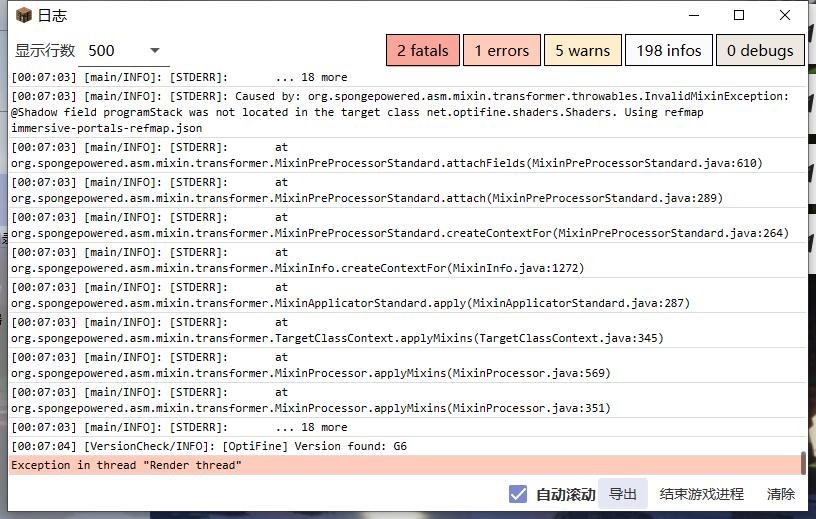 日志
显示行数 500 2 fatals 1 errors 5 warns 198 infos 0 debugs
[00:07:03] [main/INFO]: [STDERR]: ... 18 more
[00:07:03] [main/INFO]: [STDERR]: Caused by: org.spongepowered.asm.mixin.transformer.throwables.InvalidMixinException:
@Shadow field programStack was not located in the target class net.optifine.shaders.Shaders. Using refmap
immersive-portals-refmap.json
[00:07:03] [main/INFO]: [STDERR]: at
org.spongepowered.asm.mixin.transformer.MixinPreProcessorStandard.attachFields(MixinPreProcessorStandard.java:610)
[00:07:03] [main/INFO]: [STDERR]: at
org.spongepowered.asm.mixin.transformer.MixinPreProcessorStandard.attach(MixinPreProcessorStandard.java:289)
[00:07:03] [main/INFO]: [STDERR]: at
org.spongepowered.asm.mixin.transformer.MixinPreProcessorStandard.createContextFor(MixinPreProcessorStandard.java:264)
[00:07:03] [main/INFO]: [STDERR]: at
org.spongepowered.asm.mixin.transformer.MixinInfo.createContextFor(MixinInfo.java:1272)
[00:07:03] [main/INFO]: [STDERR]: at
org.spongepowered.asm.mixin.transformer.MixinApplicatorStandard.apply(MixinApplicatorStandard.java:287)
[00:07:03] [main/INFO]: [STDERR]: at
org.spongepowered.asm.mixin.transformer.TargetClassContext.applyMixins(TargetClassContext.java:345)
[00:07:03] [main/INFO]: [STDERR]: at
org.spongepowered.asm.mixin.transformer.MixinProcessor.applyMixins(MixinProcessor.java:569)
[00:07:03] [main/INFO]: [STDERR]: at
org.spongepowered.asm.mixin.transformer.MixinProcessor.applyMixins(MixinProcessor.java:351)
[00:07:03] [main/INFO]: [STDERR]: ... 18 more
[00:07:04] [VersionCheck/INFO]: [OptiFine] Version found: G6
Exception in thread "Render thread"
自动滚动 导出 结束游戏进程 清除